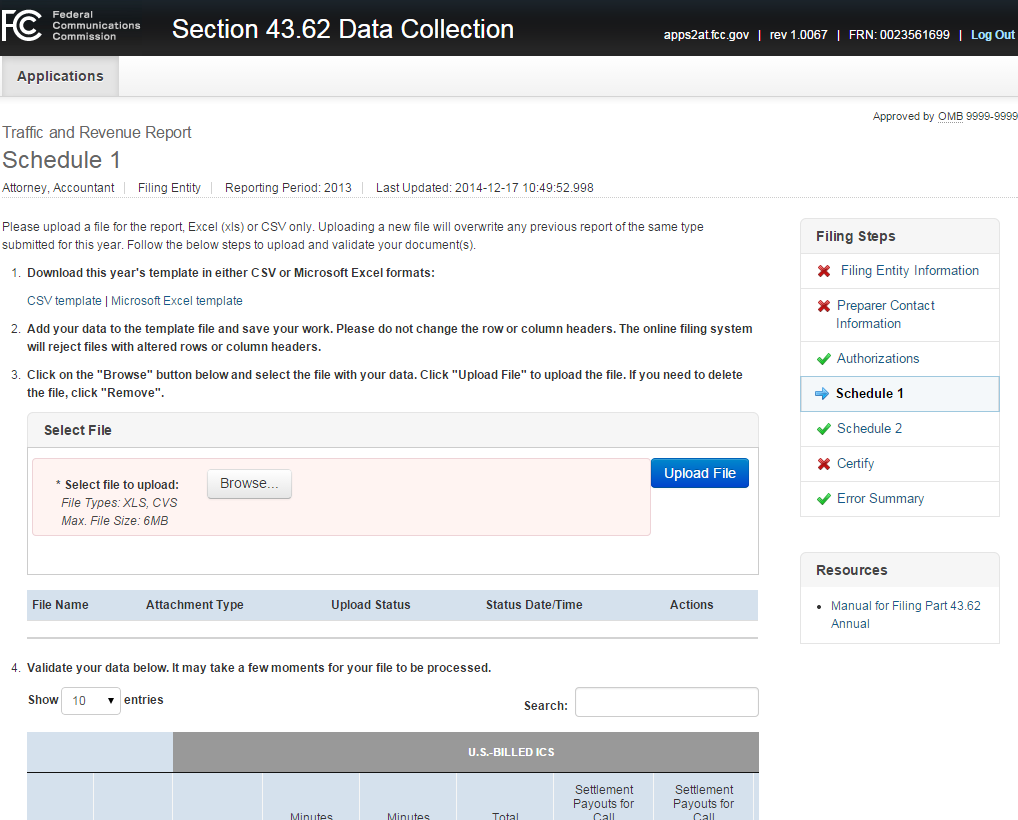 FCC Federal
Communications
Commission
Section 43.62 Data Collection
apps2at.fcc.gov | rev 1.0067 | FRN: 0023561699 | Log Out
Applications
Approved by OMB 9999-9999
Traffic and Revenue Report
Schedule 1
Attorney, Accountant | Filing Entity | Reporting Period: 2013 | Last Updated: 2014-12-17 10:49:52.998
Please upload a file for the report, Excel (xls) or CSV only. Uploading a new file will overwrite any previous report of the same type
submitted for this year. Follow the below steps to upload and validate your document(s).
1. Download this year's template in either CSV or Microsoft Excel formats:
CSV template | Microsoft Excel template
2. Add your data to the template file and save your work. Please do not change the row or column headers. The online filing system
will reject files with altered rows or column headers.
3. Click on the "Browse" button below and select the file with your data. Click "Upload File" to upload the file. If you need to delete
the file, click "Remove".
Select File
* Select file to upload:
File Types: XLS, CVS
Max. File Size: 6MB
Browse...
Upload File
File Name Attachment Type Upload Status Status Date/Time Actions
4. Validate your data below. It may take a few moments for your file to be processed.
Show 10 entries
Search:
U.S.-BILLED ICS
Minutes Minutes Total
Settlement
Payouts for
Call
Settlement
Payouts for
Call
Filing Steps
Filing Entity Information
Preparer Contact
Information
Authorizations
Schedule 1
Schedule 2
Certify
Error Summary
Resources
• Manual for Filing Part 43.62
Annual